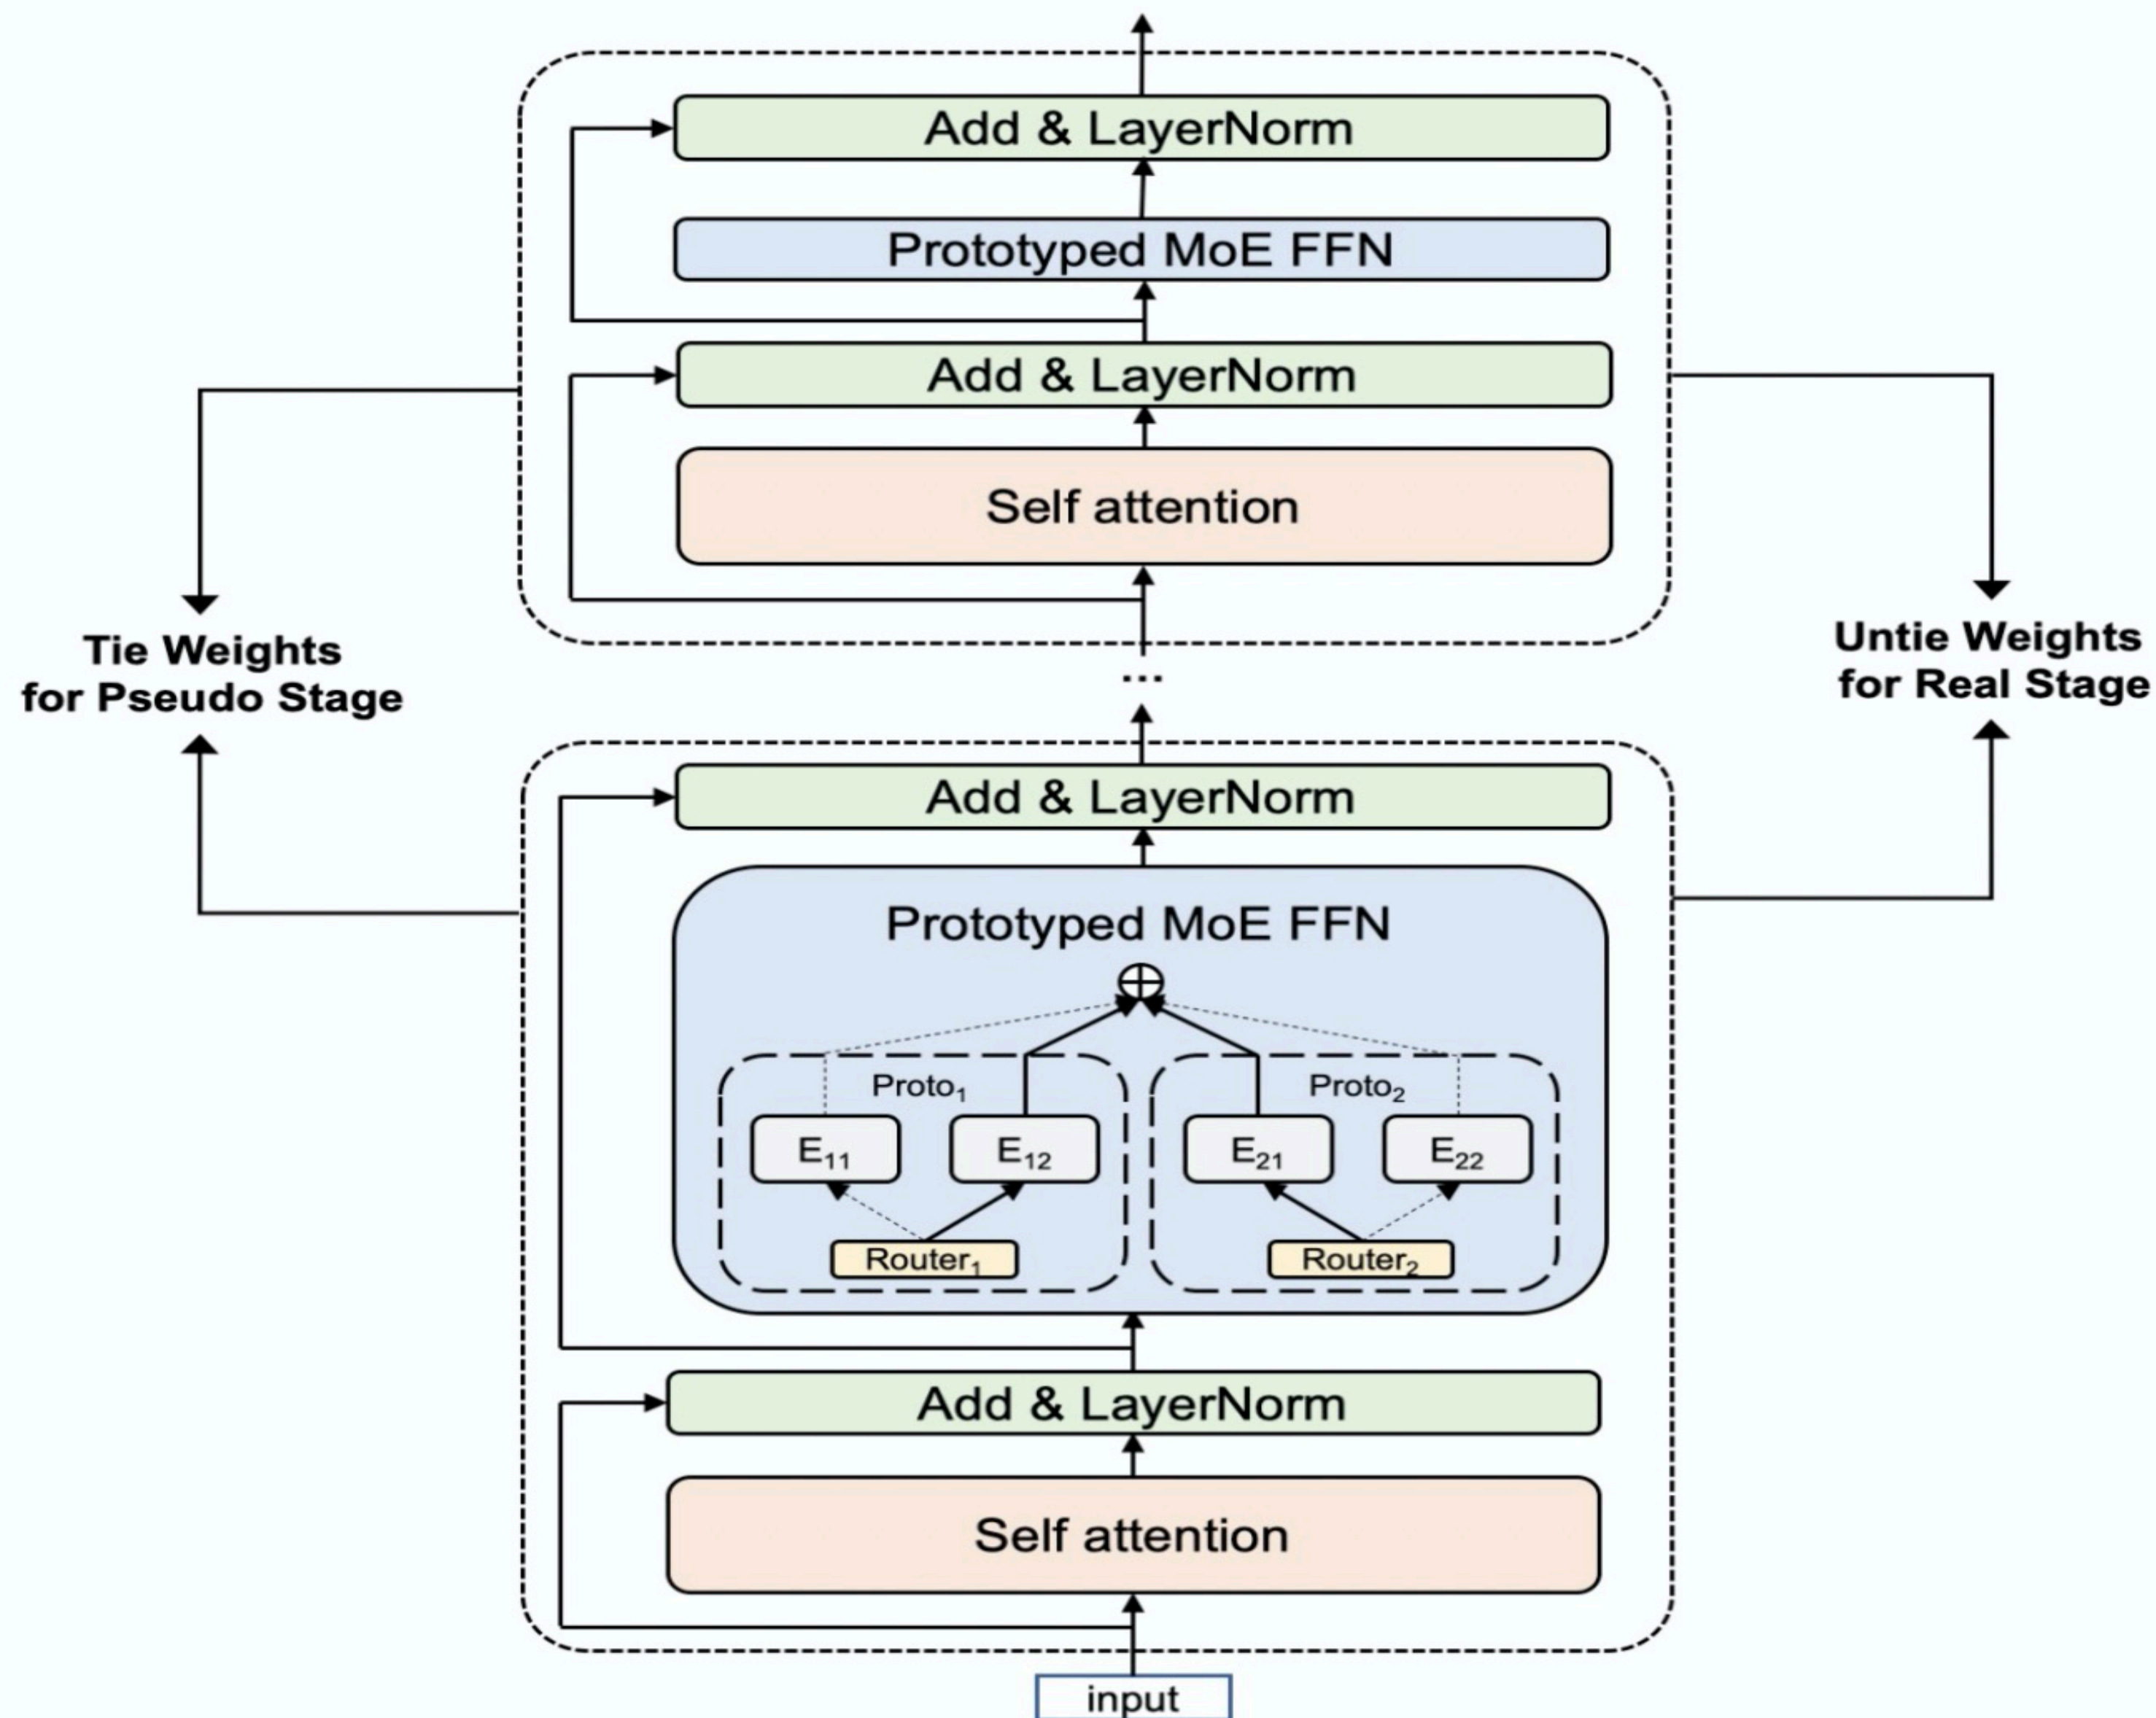 Add & LayerNorm
Prototyped MoE FFN
Add & LayerNorm
Self attention
Tie Weights
for Pseudo Stage
Untie Weights
for Real Stage
...
Add & LayerNorm
Prototyped MoE FFN
Proto₁
Proto₂
E₁₁
E₁₂
E₂₁
E₂₂
Router₁
Router₂
Add & LayerNorm
Self attention
input